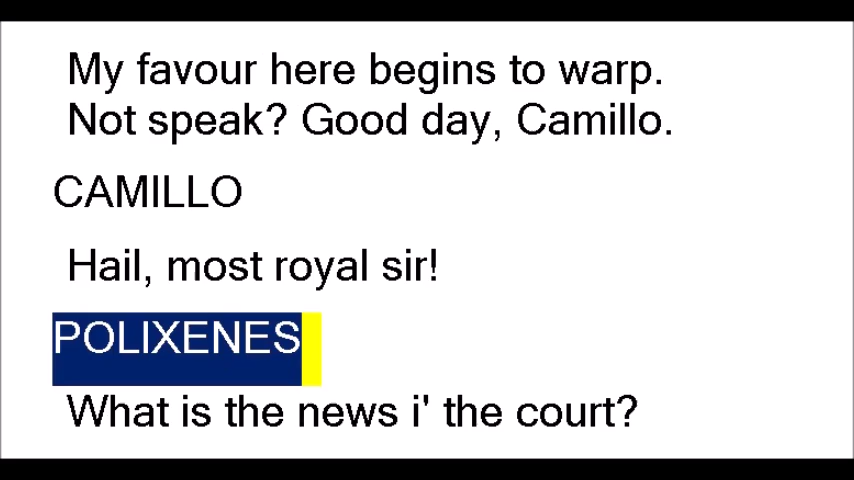 My favour here begins to warp.
Not speak? Good day, Camillo.
CAMILLO
Hail, most royal sir!
POLIXENES
What is the news i' the court?